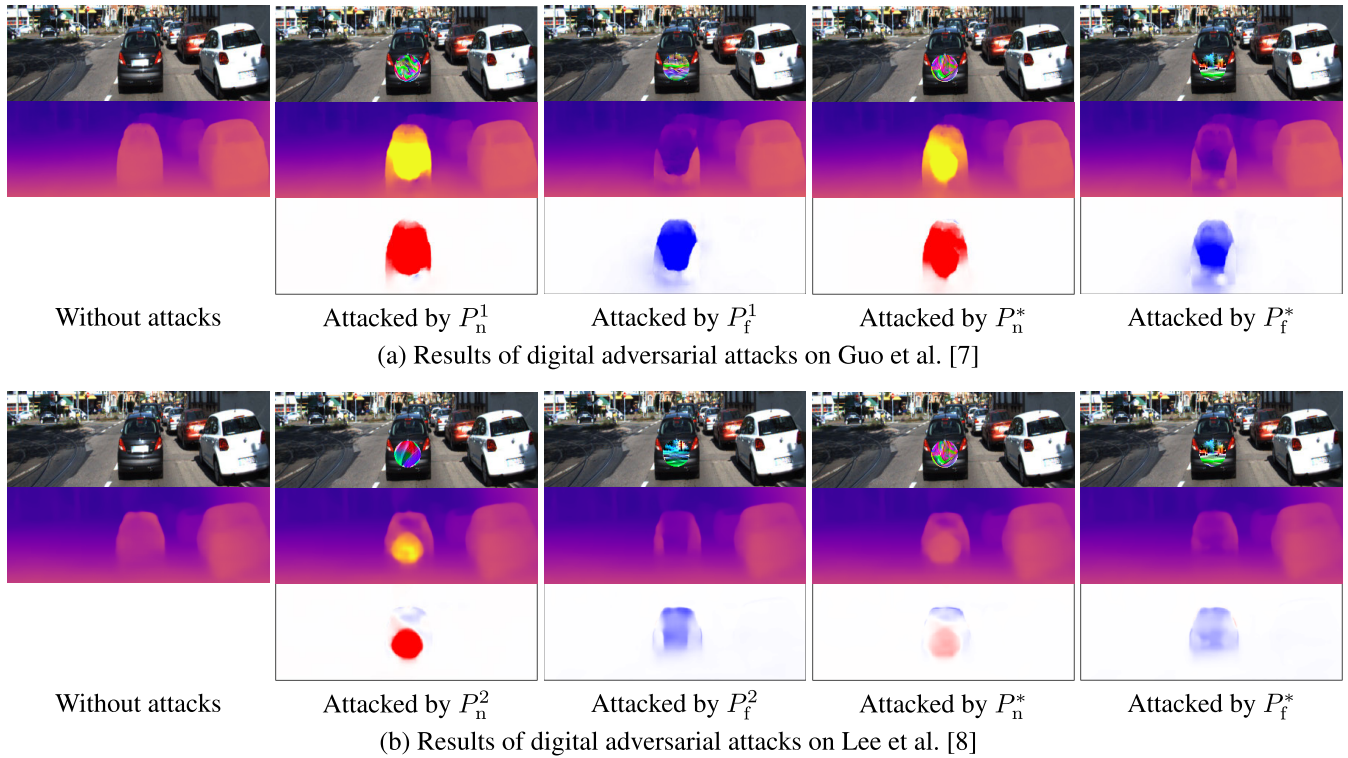 Without attacks
Attacked by P_n^1
Attacked by P_f^1
Attacked by P_n^*
Attacked by P_f^*
(a) Results of digital adversarial attacks on Guo et al. [7]
Without attacks
Attacked by P_n^2
Attacked by P_f^2
Attacked by P_n^*
Attacked by P_f^*
(b) Results of digital adversarial attacks on Lee et al. [8]